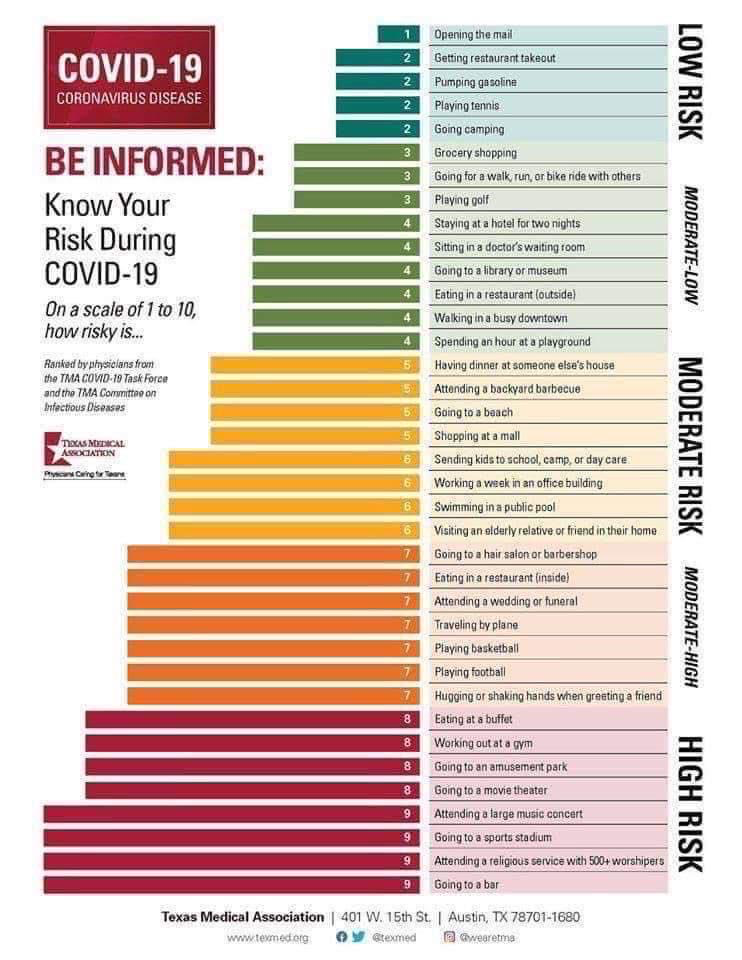 COVID-19
CORONAVIRUS DISEASE
BE INFORMED:
Know Your
Risk During
COVID-19
On a scale of 1 to 10,
how risky is...
Ranked by physicians from
the TMA COVID-19 Task Force
and the TMA Committee on
Infectious Diseases
TEXAS MEDICAL
ASSOCIATION
Physicians Caring for Texans
1 Opening the mail
2 Getting restaurant takeout
2 Pumping gasoline
2 Playing tennis
2 Going camping
3 Grocery shopping
3 Going for a walk, run, or bike ride with others
3 Playing golf
4 Staying at a hotel for two nights
4 Sitting in a doctor's waiting room
4 Going to a library or museum
4 Eating in a restaurant (outside)
4 Walking in a busy downtown
4 Spending an hour at a playground
5 Having dinner at someone else's house
5 Attending a backyard barbecue
5 Going to a beach
5 Shopping at a mall
6 Sending kids to school, camp, or day care
6 Working a week in an office building
6 Swimming in a public pool
6 Visiting an elderly relative or friend in their home
7 Going to a hair salon or barbershop
7 Eating in a restaurant (inside)
7 Attending a wedding or funeral
7 Traveling by plane
7 Playing basketball
7 Playing football
7 Hugging or shaking hands when greeting a friend
8 Eating at a buffet
8 Working out at a gym
8 Going to an amusement park
8 Going to a movie theater
9 Attending a large music concert
9 Going to a sports stadium
9 Attending a religious service with 500+ worshipers
9 Going to a bar
LOW RISK
MODERATE-LOW
MODERATE RISK
MODERATE-HIGH
HIGH RISK
Texas Medical Association | 401 W. 15th St. | Austin, TX 78701-1680
www.texmed.org @texmed | @wearetma